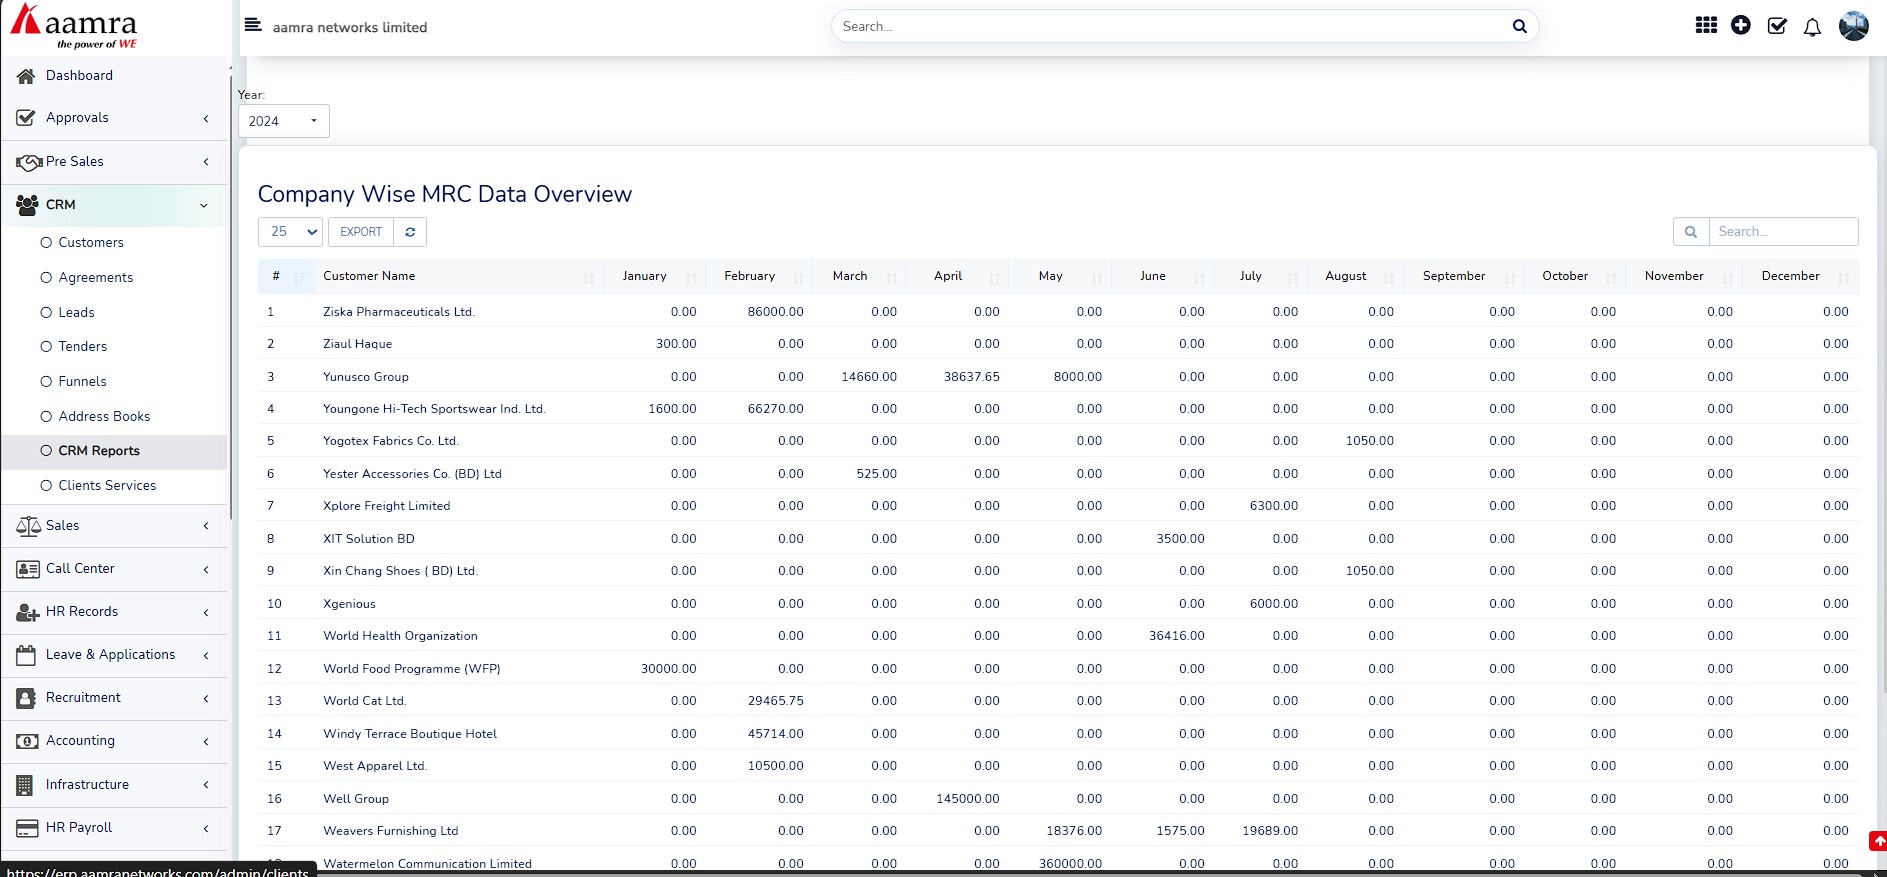 aamra
the power of WE
aamra networks limited
Search...
Dashboard
Approvals
Pre Sales
CRM
Customers
Agreements
Leads
Tenders
Funnels
Address Books
CRM Reports
Clients Services
Sales
Call Center
HR Records
Leave & Applications
Recruitment
Accounting
Infrastructure
HR Payroll
https://erp.aamranetworks.com/admin/clients
Year:
2024
Company Wise MRC Data Overview
25 EXPORT Search...
# Customer Name January February March April May June July August September October November December
1 Ziska Pharmaceuticals Ltd. 0.00 86000.00 0.00 0.00 0.00 0.00 0.00 0.00 0.00 0.00 0.00 0.00
2 Ziaul Haque 300.00 0.00 0.00 0.00 0.00 0.00 0.00 0.00 0.00 0.00 0.00 0.00
3 Yunusco Group 0.00 0.00 14660.00 38637.65 8000.00 0.00 0.00 0.00 0.00 0.00 0.00 0.00
4 Youngone Hi-Tech Sportswear Ind. Ltd. 1600.00 66270.00 0.00 0.00 0.00 0.00 0.00 0.00 0.00 0.00 0.00 0.00
5 Yogotex Fabrics Co. Ltd. 0.00 0.00 0.00 0.00 0.00 0.00 0.00 1050.00 0.00 0.00 0.00 0.00
6 Yester Accessories Co. (BD) Ltd 0.00 0.00 525.00 0.00 0.00 0.00 0.00 0.00 0.00 0.00 0.00 0.00
7 Xplore Freight Limited 0.00 0.00 0.00 0.00 0.00 0.00 6300.00 0.00 0.00 0.00 0.00 0.00
8 XIT Solution BD 0.00 0.00 0.00 0.00 0.00 3500.00 0.00 0.00 0.00 0.00 0.00 0.00
9 Xin Chang Shoes ( BD) Ltd. 0.00 0.00 0.00 0.00 0.00 0.00 0.00 1050.00 0.00 0.00 0.00 0.00
10 Xgenious 0.00 0.00 0.00 0.00 0.00 0.00 6000.00 0.00 0.00 0.00 0.00 0.00
11 World Health Organization 0.00 0.00 0.00 0.00 0.00 36416.00 0.00 0.00 0.00 0.00 0.00 0.00
12 World Food Programme (WFP) 30000.00 0.00 0.00 0.00 0.00 0.00 0.00 0.00 0.00 0.00 0.00 0.00
13 World Cat Ltd. 0.00 29465.75 0.00 0.00 0.00 0.00 0.00 0.00 0.00 0.00 0.00 0.00
14 Windy Terrace Boutique Hotel 0.00 45714.00 0.00 0.00 0.00 0.00 0.00 0.00 0.00 0.00 0.00 0.00
15 West Apparel Ltd. 0.00 10500.00 0.00 0.00 0.00 0.00 0.00 0.00 0.00 0.00 0.00 0.00
16 Well Group 0.00 0.00 0.00 145000.00 0.00 0.00 0.00 0.00 0.00 0.00 0.00 0.00
17 Weavers Furnishing Ltd 0.00 0.00 0.00 0.00 18376.00 1575.00 19689.00 0.00 0.00 0.00 0.00 0.00
18 Watermelon Communication Limited 0.00 0.00 0.00 0.00 360000.00 0.00 0.00 0.00 0.00 0.00 0.00 0.00